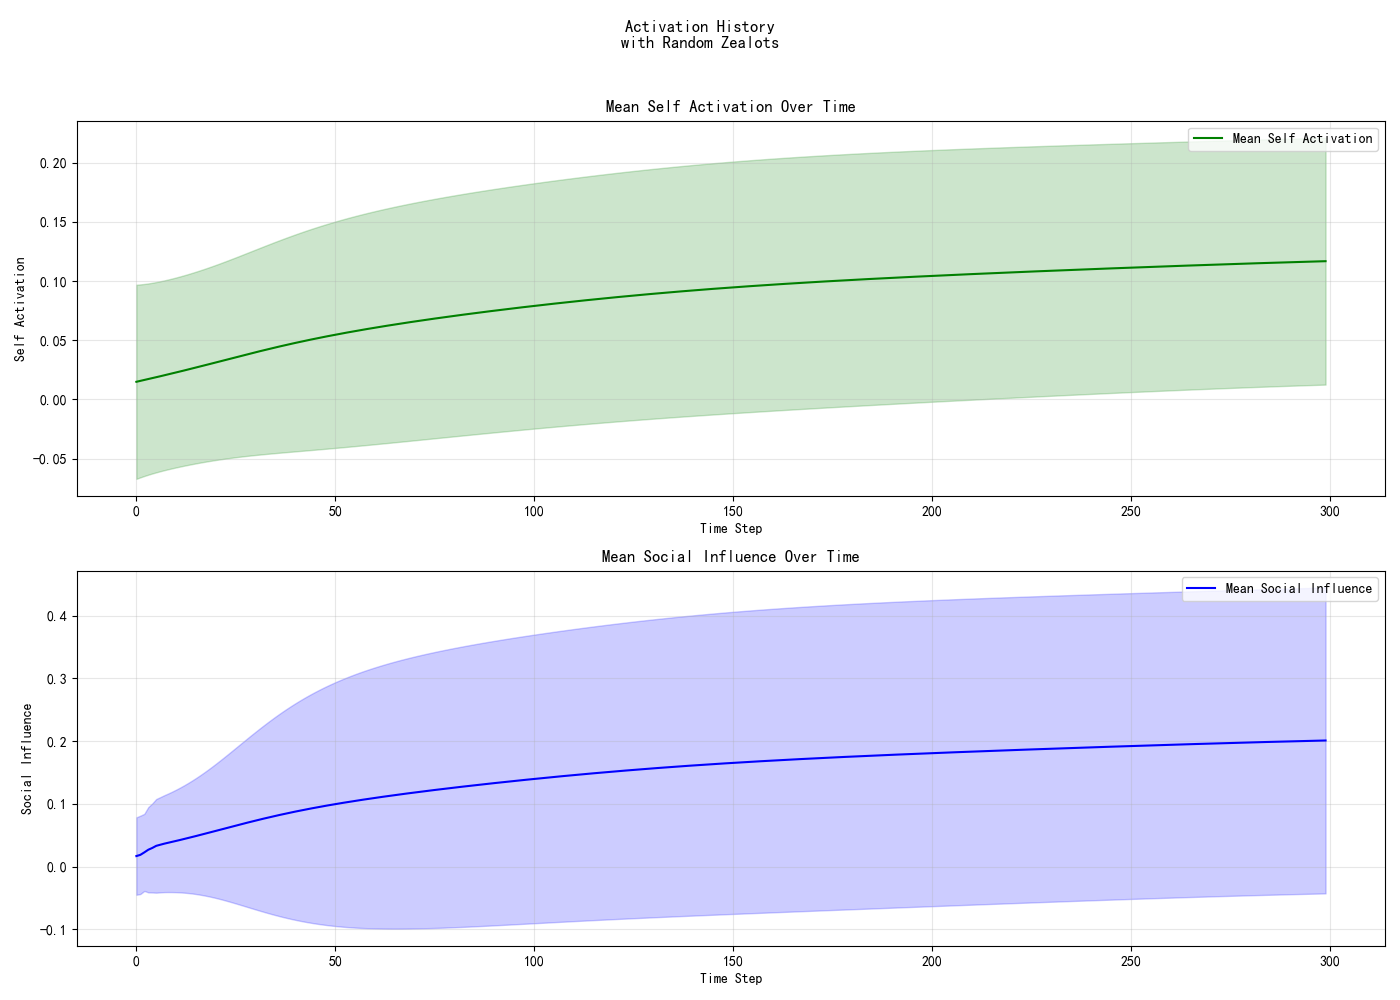 Activation History
with Random Zealots
Mean Self Activation Over Time
Mean Self Activation
0.20
0.15
0.10
0.05
0.00
−0.05
Self Activation
0 50 100 150 200 250 300
Time Step
Mean Social Influence Over Time
Mean Social Influence
0.4
0.3
0.2
0.1
0.0
−0.1
Social Influence
0 50 100 150 200 250 300
Time Step